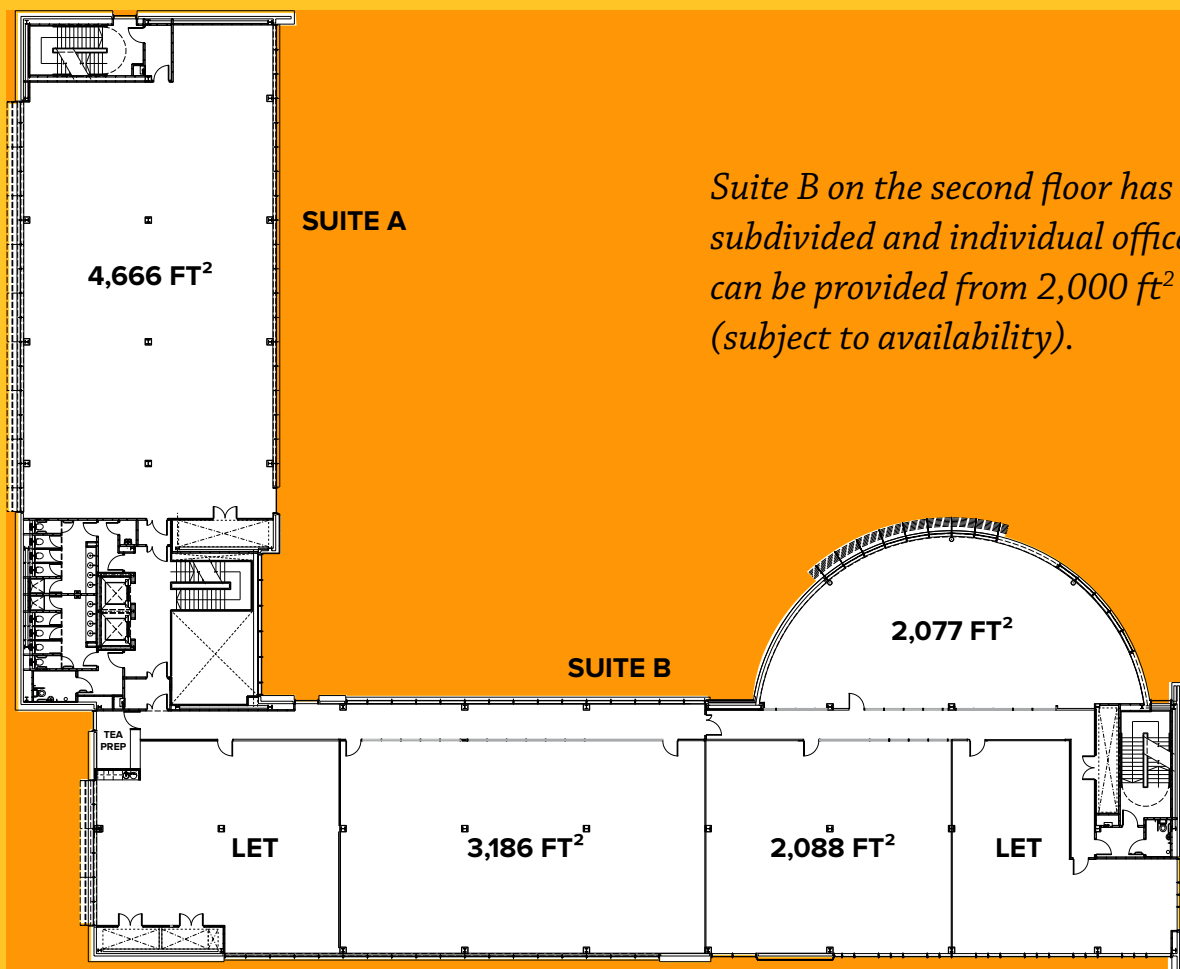 SUITE A
4,666 FT²
Suite B on the second floor has
subdivided and individual office
can be provided from 2,000 ft²
(subject to availability).
2,077 FT²
SUITE B
TEA
PREP
LET
3,186 FT²
2,088 FT²
LET